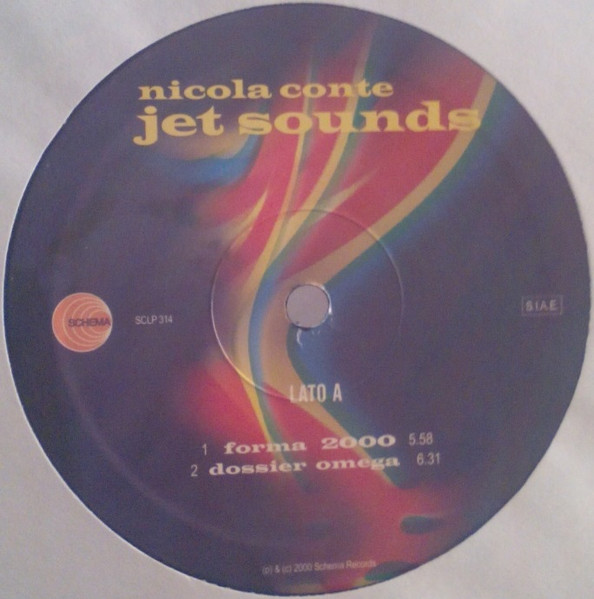 nicola conte
jet sounds
SCHEMA
SCLP 314
SIAE
LATO A
1 forma 2000 5.58
2 dossier omega 6.31
(p) & (c) 2000 Schema Records